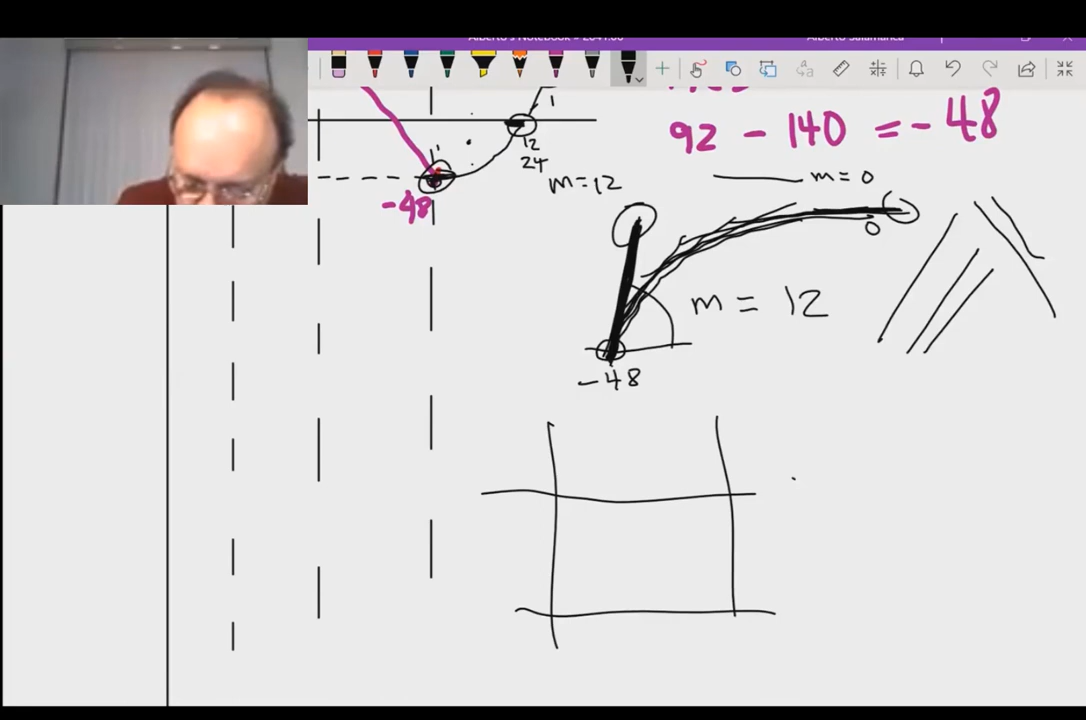 92 - 140 = - 48
1
12
24
m=12
m = 0
-48
0
m = 12
-48